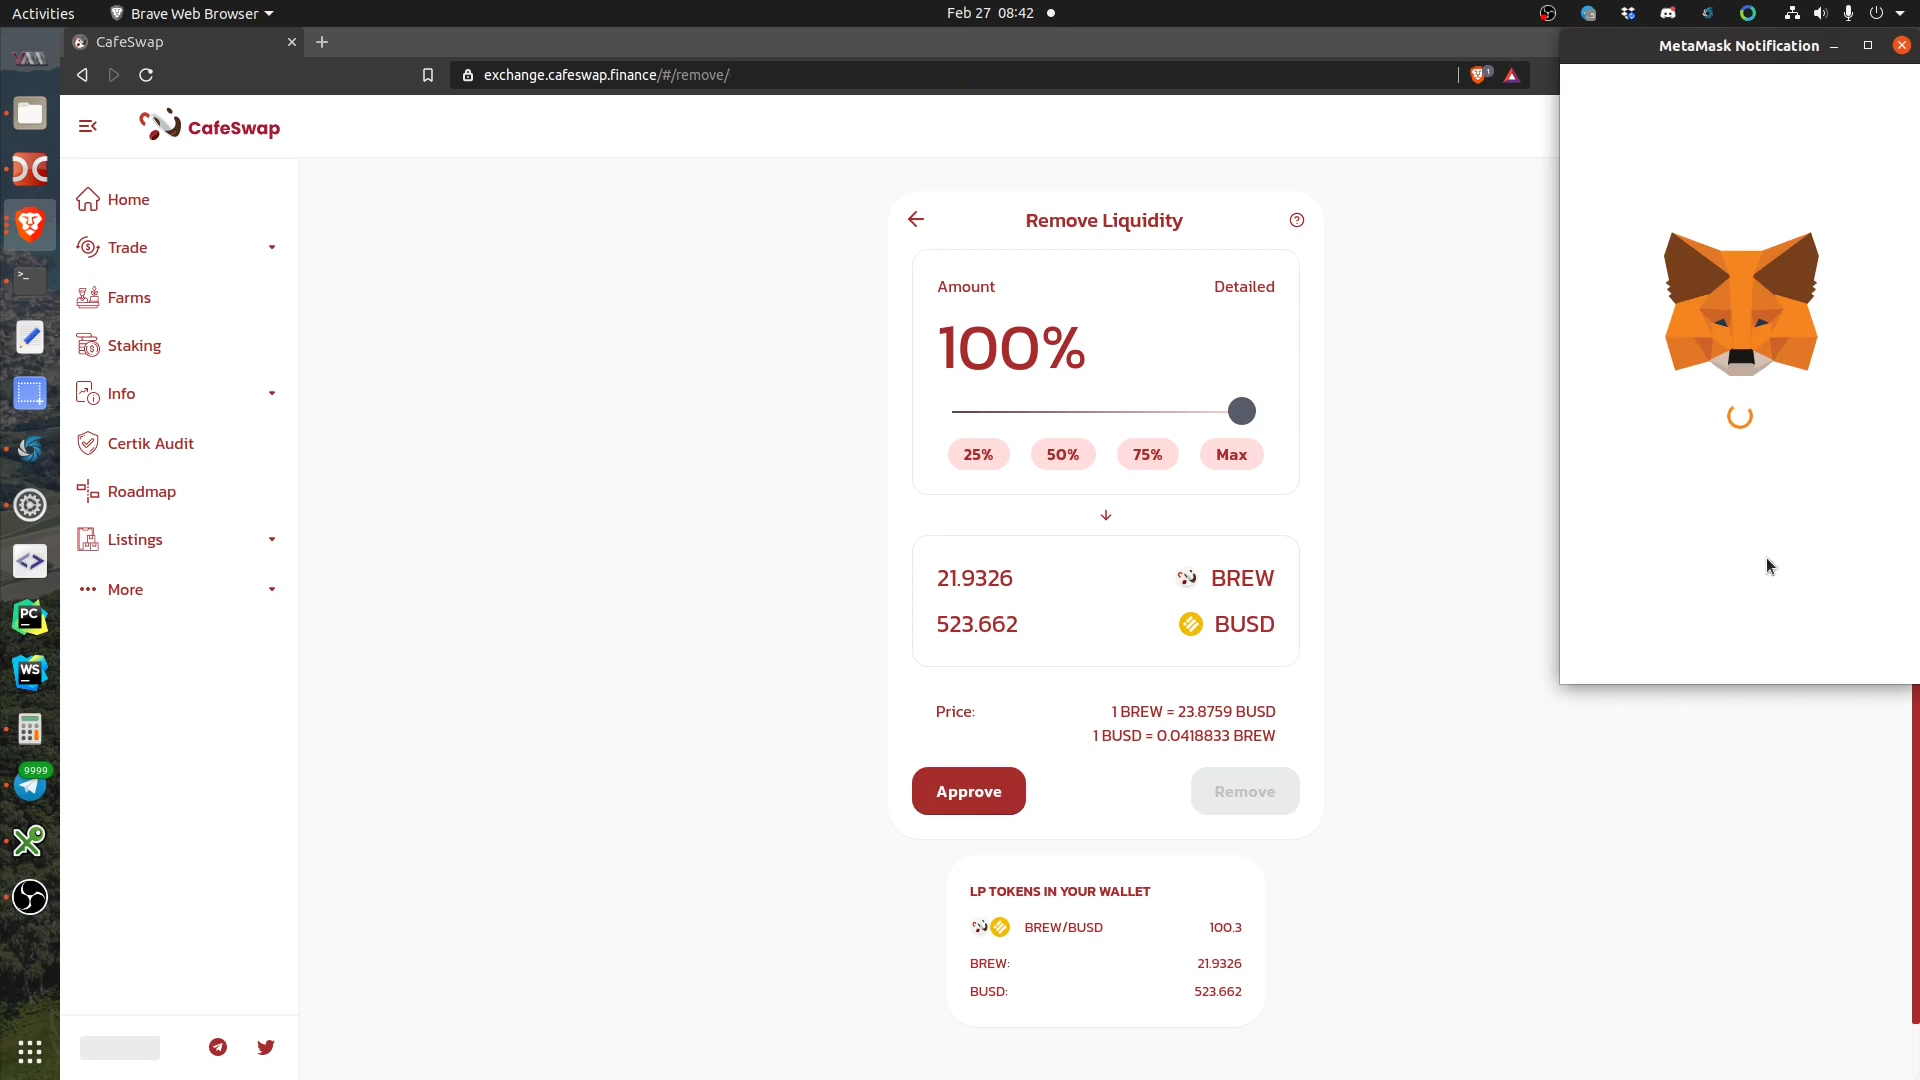 Activities
Brave Web Browser
Feb 27 08:42
CafeSwap
MetaMask Notification
exchange.cafeswap.finance/#/remove/
1
CafeSwap
Home
Trade
Farms
Staking
Info
Certik Audit
Roadmap
Listings
More
Remove Liquidity
Amount
Detailed
100%
25%
50%
75%
Max
21.9326
BREW
523.662
BUSD
Price:
1 BREW = 23.8759 BUSD
1 BUSD = 0.0418833 BREW
Approve
Remove
LP TOKENS IN YOUR WALLET
BREW/BUSD
100.3
BREW:
21.9326
BUSD:
523.662
>_
PC
WS
9999